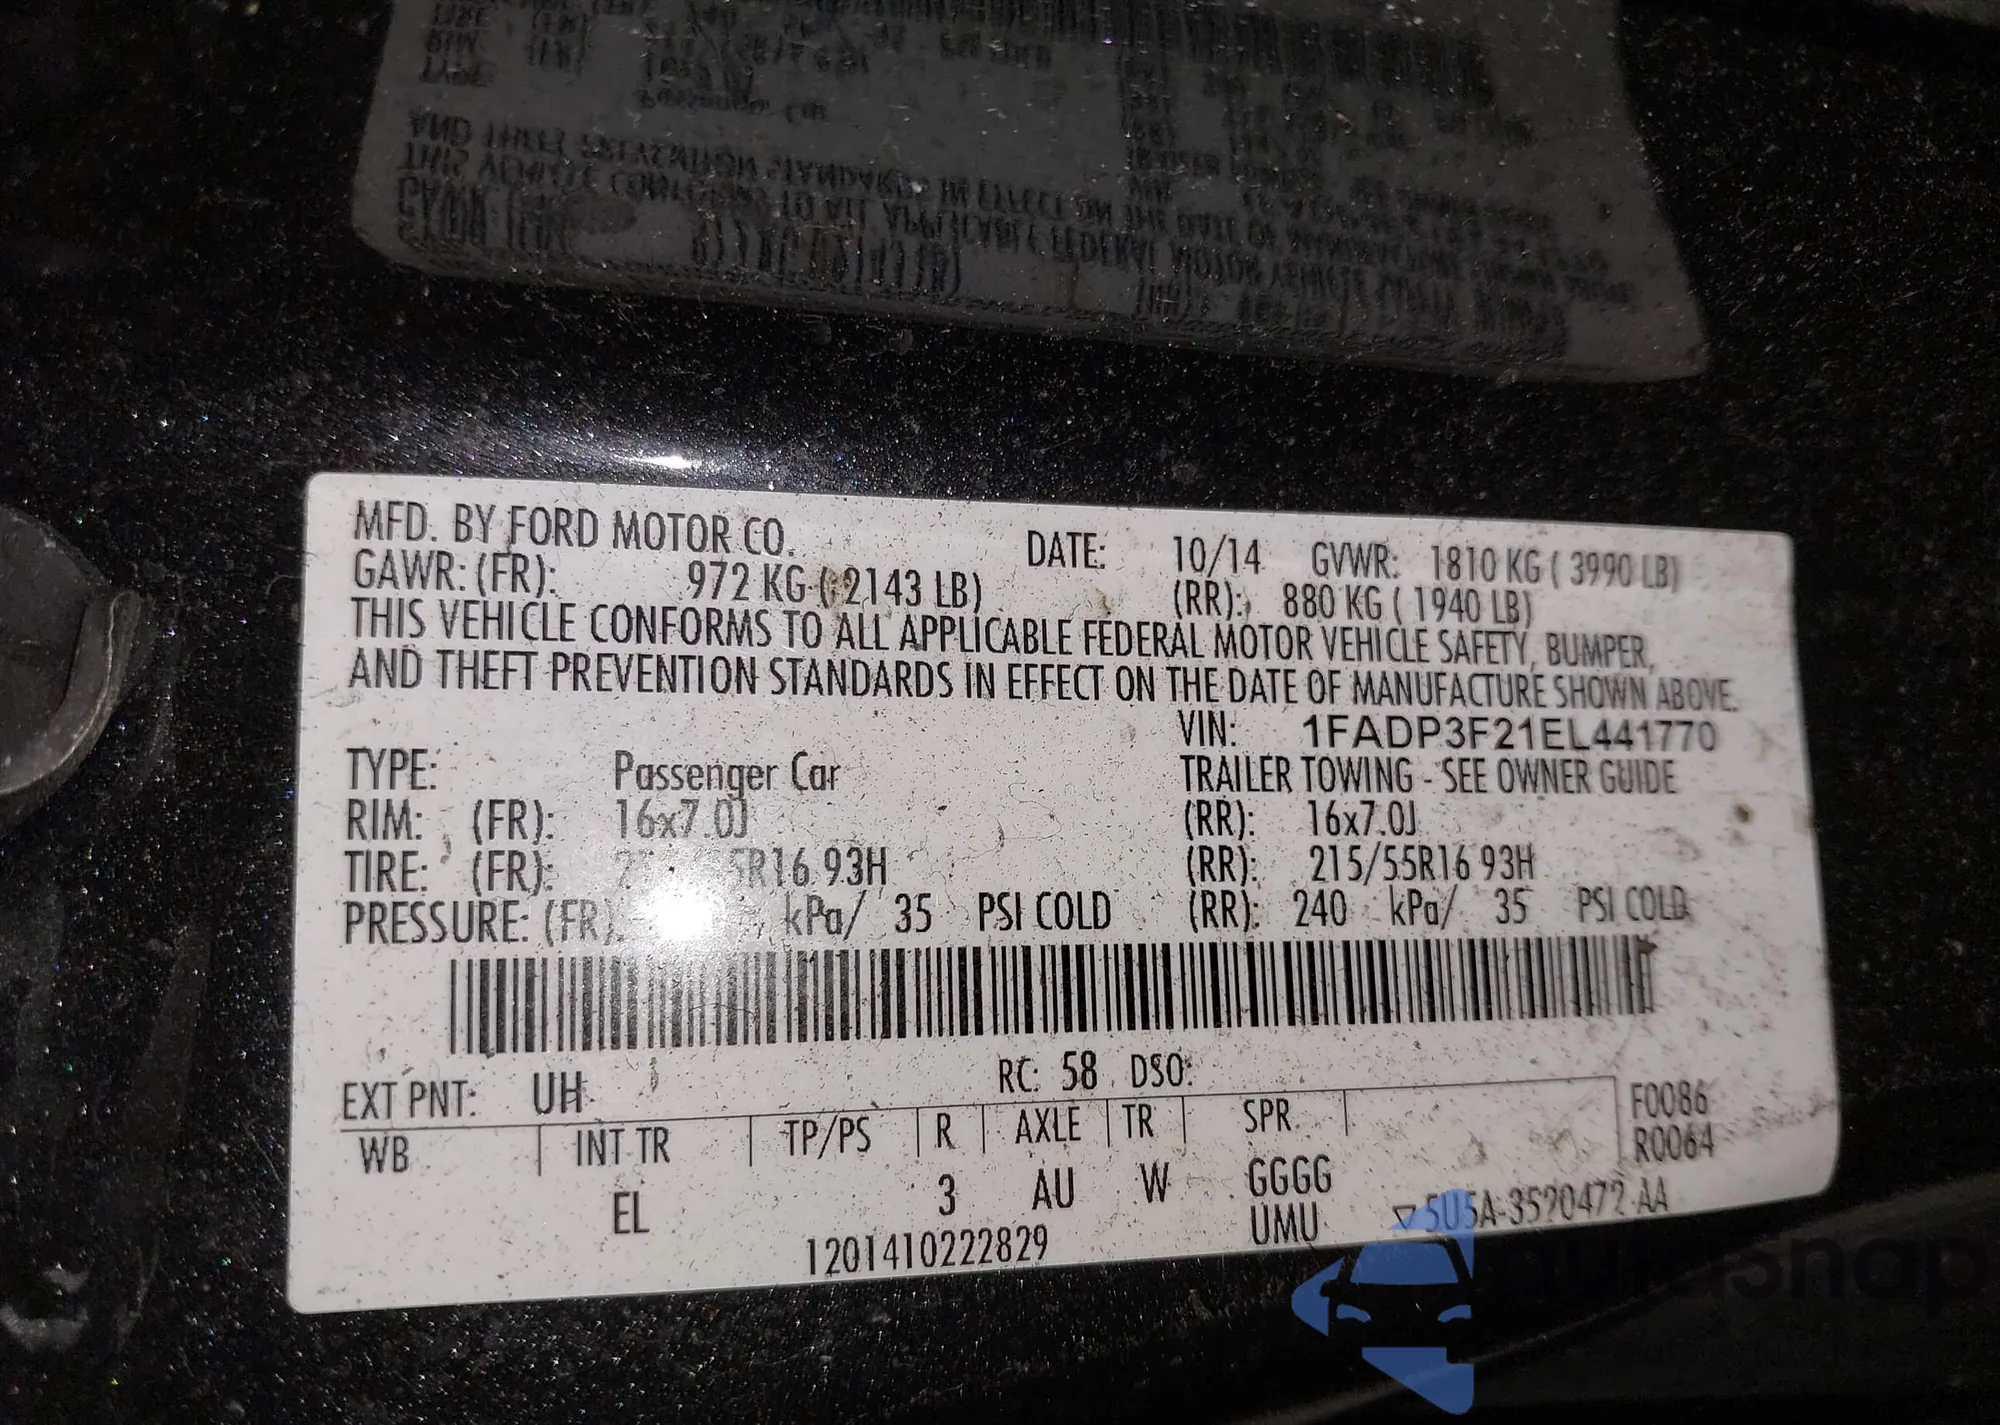 MFD. BY FORD MOTOR CO. DATE: 10/14 GVWR: 1810 KG ( 3990 LB)
GAWR: (FR): 972 KG ( 2143 LB) (RR): 880 KG ( 1940 LB)
THIS VEHICLE CONFORMS TO ALL APPLICABLE FEDERAL MOTOR VEHICLE SAFETY, BUMPER,
AND THEFT PREVENTION STANDARDS IN EFFECT ON THE DATE OF MANUFACTURE SHOWN ABOVE.
VIN: 1FADP3F21EL441770
TYPE: Passenger Car TRAILER TOWING - SEE OWNER GUIDE
RIM: (FR): 16x7.0J (RR): 16x7.0J
TIRE: (FR): 93H (RR): 215/55R16 93H
PRESSURE: (FR): kPa/ 35 PSI COLD (RR): 240 kPa/ 35 PSI COLD
EXT PNT: UH RC: 58 DSO:
WB INT TR TP/PS R AXLE TR SPR F0086
R0064
EL 3 AU W GGGG
UMU ▽5U5A-3520472-AA
1201410222829